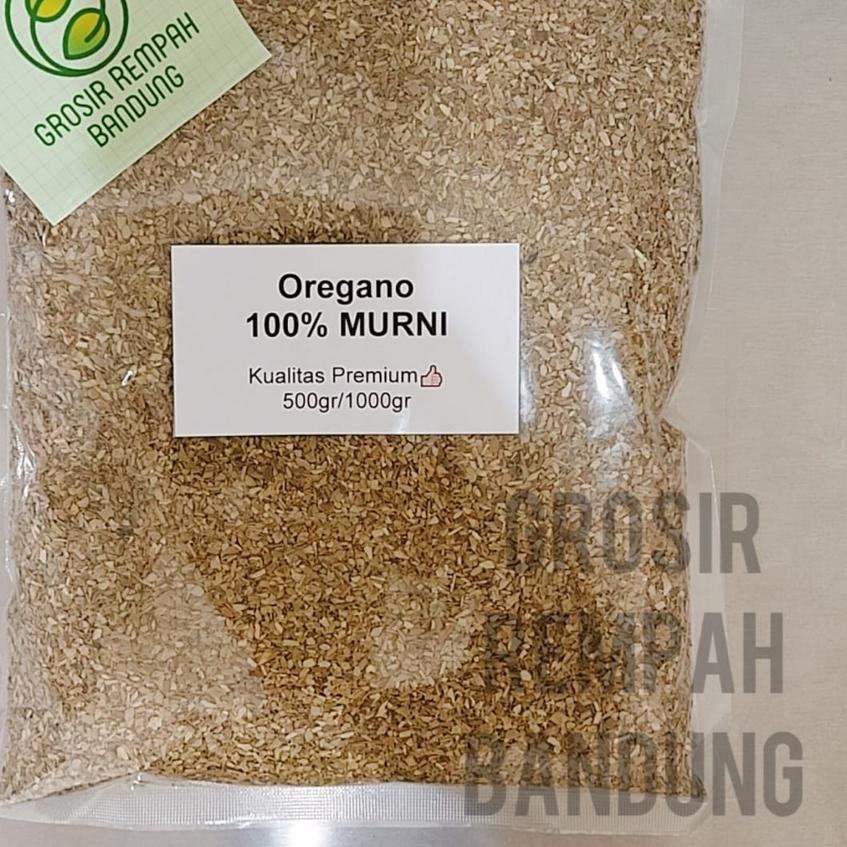 GROSIR REMPAH
BANDUNG
Oregano
100% MURNI
Kualitas Premium👍
500gr/1000gr
GROSIR
REMPAH
BANDUNG